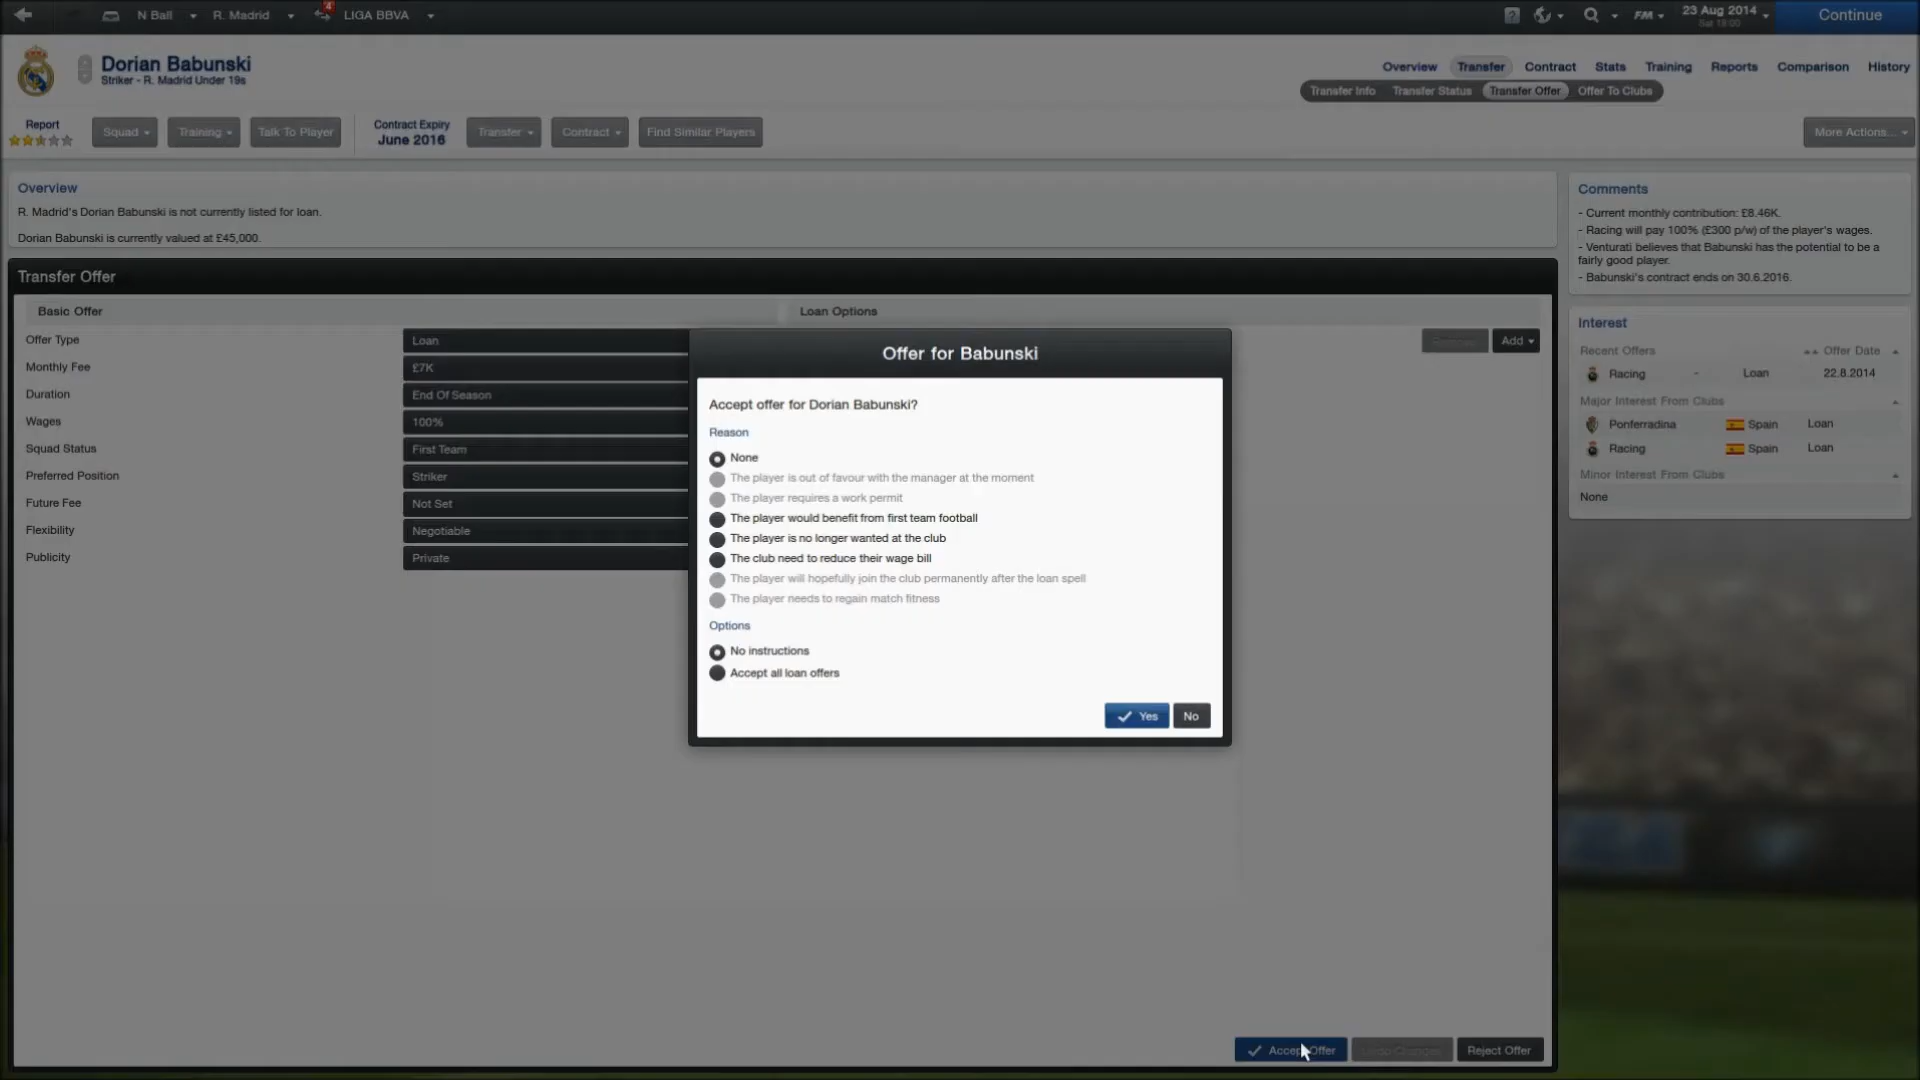 N Ball
R. Madrid
4
LIGA BBVA
FM
23 Aug 2014
Sat 19:00
Continue
Dorian Babunski
Striker - R. Madrid Under 19s
Overview
Transfer
Contract
Stats
Training
Reports
Comparison
History
Transfer Info
Transfer Status
Transfer Offer
Offer To Clubs
Report
Squad
Training
Talk To Player
Contract Expiry
June 2016
Transfer
Contract
Find Similar Players
More Actions...
Overview
R. Madrid's Dorian Babunski is not currently listed for loan.
Dorian Babunski is currently valued at £45,000.
Comments
- Current monthly contribution: £8.46K.
- Racing will pay 100% (£300 p/w) of the player's wages.
- Venturati believes that Babunski has the potential to be a
fairly good player.
- Babunski's contract ends on 30.6.2016.
Transfer Offer
Basic Offer
Loan Options
Offer Type
Loan
Remove
Add
Monthly Fee
£7K
Duration
End Of Season
Wages
100%
Squad Status
First Team
Preferred Position
Striker
Future Fee
Not Set
Flexibility
Negotiable
Publicity
Private
Offer for Babunski
Accept offer for Dorian Babunski?
Reason
None
The player is out of favour with the manager at the moment
The player requires a work permit
The player would benefit from first team football
The player is no longer wanted at the club
The club need to reduce their wage bill
The player will hopefully join the club permanently after the loan spell
The player needs to regain match fitness
Options
No instructions
Accept all loan offers
Yes
No
Interest
Recent Offers
Offer Date
Racing - Loan 22.8.2014
Major Interest From Clubs
Ponferradina Spain Loan
Racing Spain Loan
Minor Interest From Clubs
None
Accept Offer
Undo Changes
Reject Offer